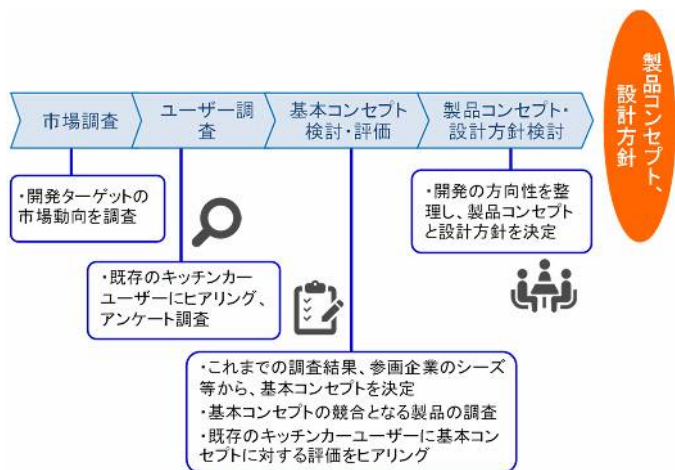 市場調査
ユーザー調
査
基本コンセプト
検討・評価
製品コンセプト・
設計方針検討
製品コンセプト、
設計方針
・開発ターゲットの
市場動向を調査
・既存のキッチンカー
ユーザーにヒアリング、
アンケート調査
・これまでの調査結果、参画企業のシーズ
等から、基本コンセプトを決定
・基本コンセプトの競合となる製品の調査
・既存のキッチンカーユーザーに基本コン
セプトに対する評価をヒアリング
・開発の方向性を整
理し、製品コンセプト
と設計方針を決定